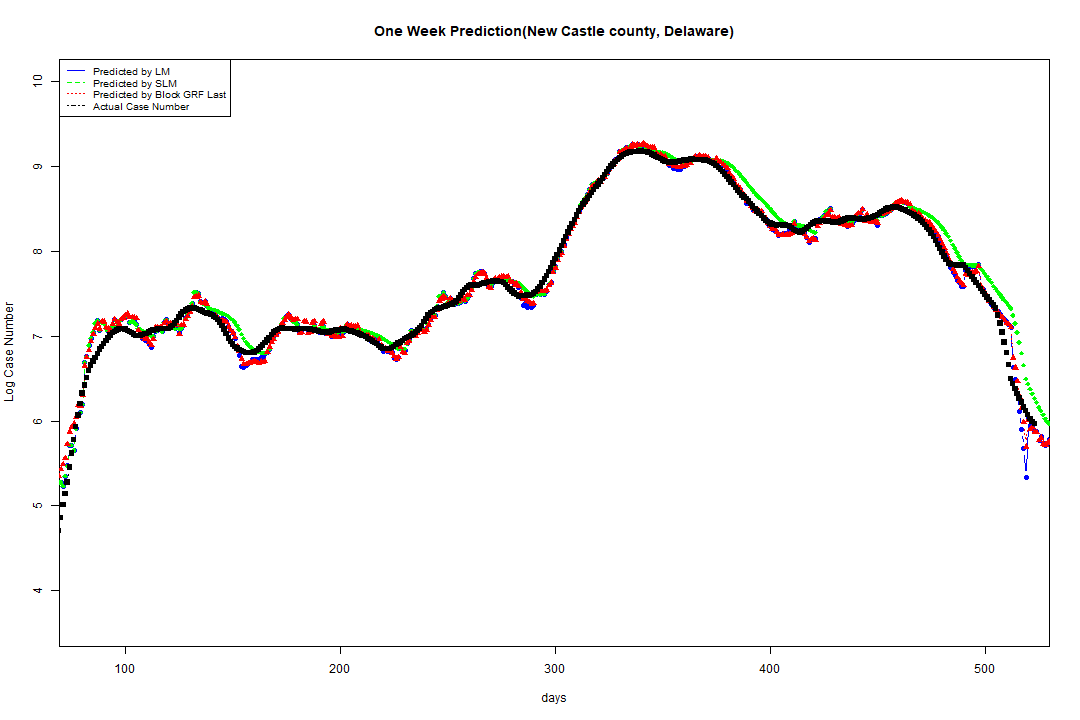 One Week Prediction(New Castle county, Delaware)
Predicted by LM
Predicted by SLM
Predicted by Block GRF Last
Actual Case Number
10
9
8
7
6
5
4
Log Case Number
100 200 300 400 500
days